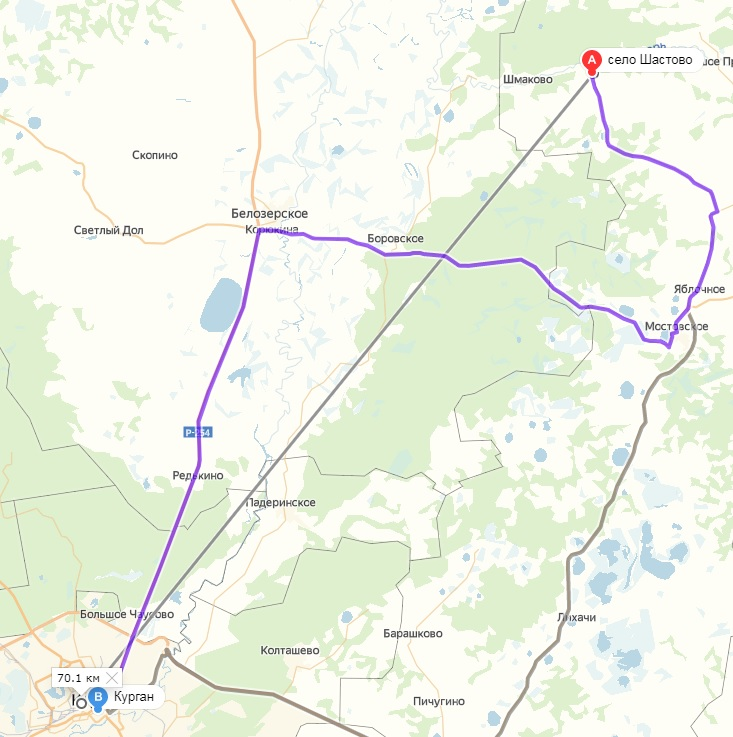 А село Шастово
Шмаково
Скопино
Белозерское
Корюкина
Светлый Дол
Боровское
Яблочное
Мостовское
Р-254
Редькино
Падеринское
Большое Чаусово
Лихачи
Барашково
Колташево
70.1 км
В Курган
Пичугино